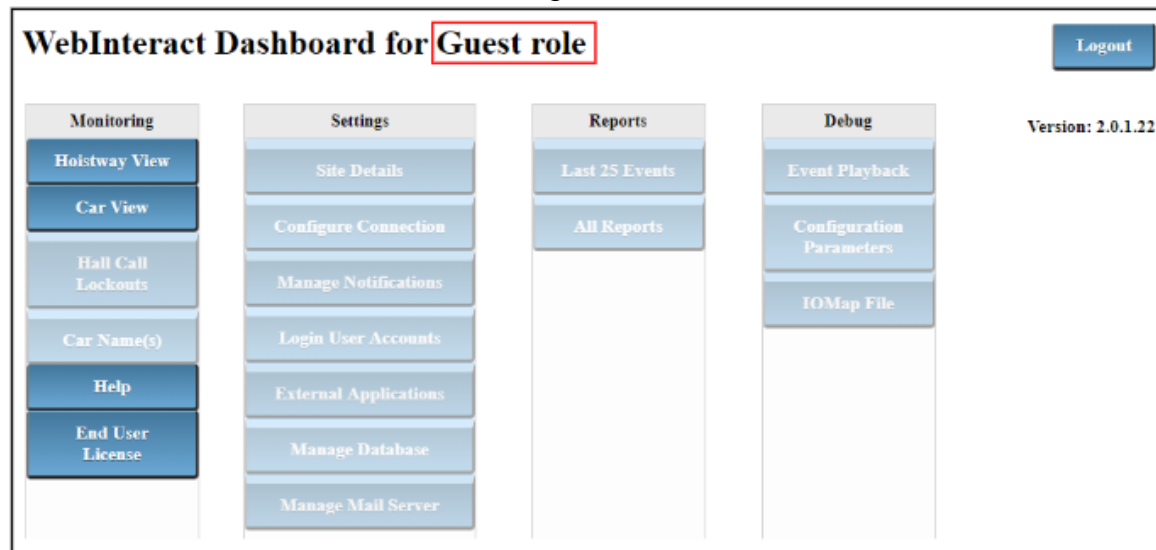 WebInteract Dashboard for Guest role
Logout
Version: 2.0.1.22
Monitoring
Hoistway View
Car View
Hall Call
Lockouts
Car Name(s)
Help
End User
License
Settings
Site Details
Configure Connection
Manage Notifications
Login User Accounts
External Applications
Manage Database
Manage Mail Server
Reports
Last 25 Events
All Reports
Debug
Event Playback
Configuration
Parameters
IOMap File